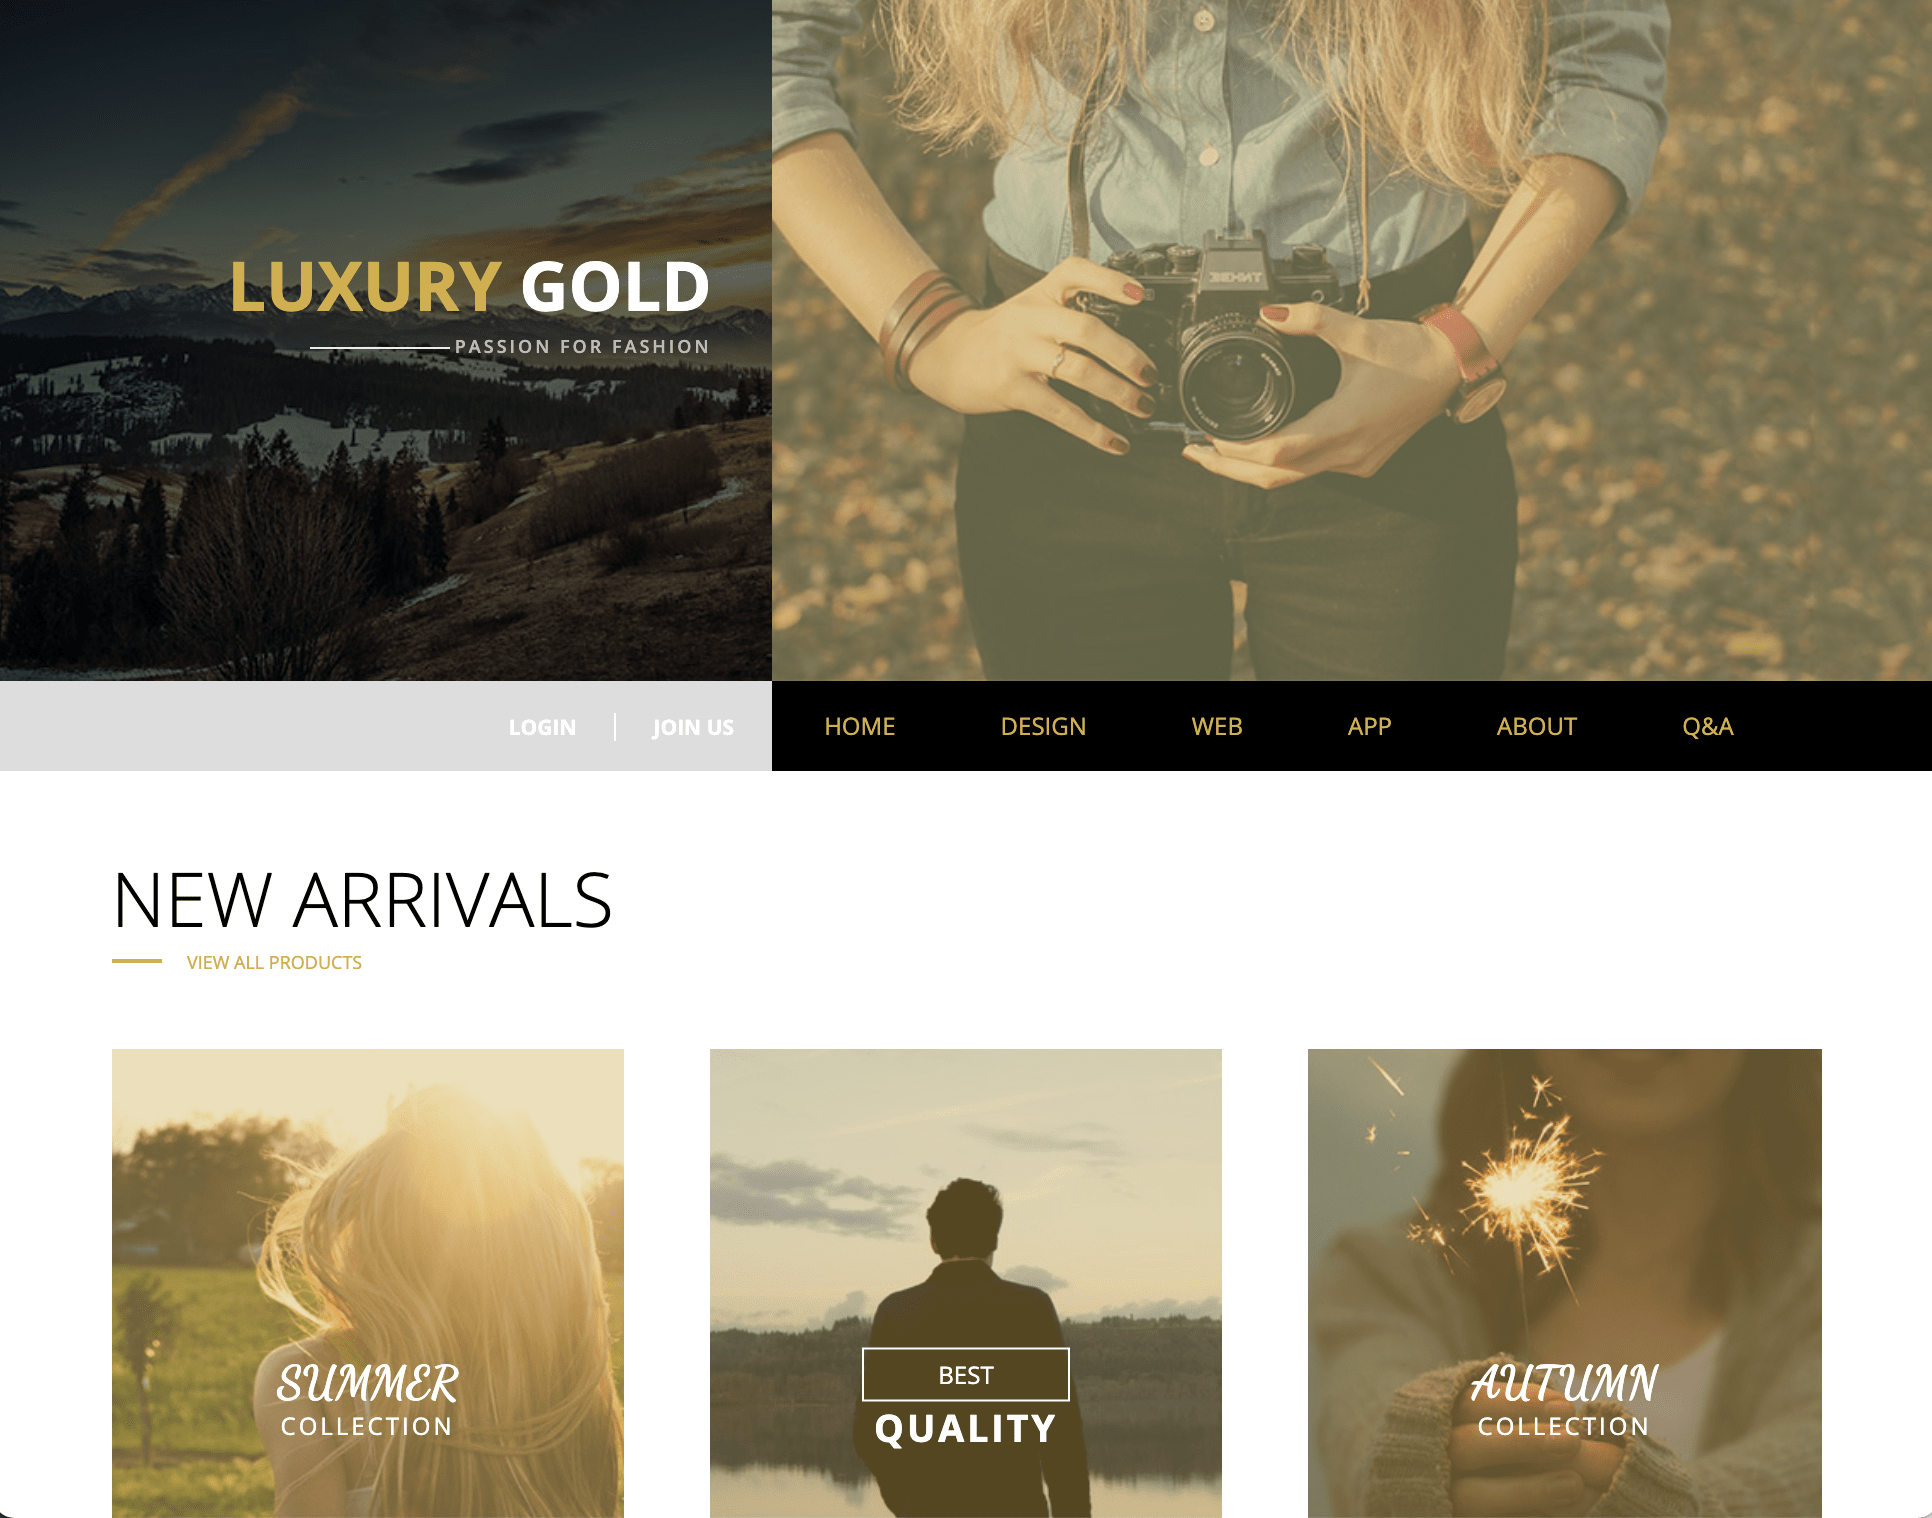 LUXURY GOLD
PASSION FOR FASHION
LOGIN | JOIN US
HOME DESIGN WEB APP ABOUT Q&A
NEW ARRIVALS
VIEW ALL PRODUCTS
SUMMER
COLLECTION
BEST
QUALITY
AUTUMN
COLLECTION